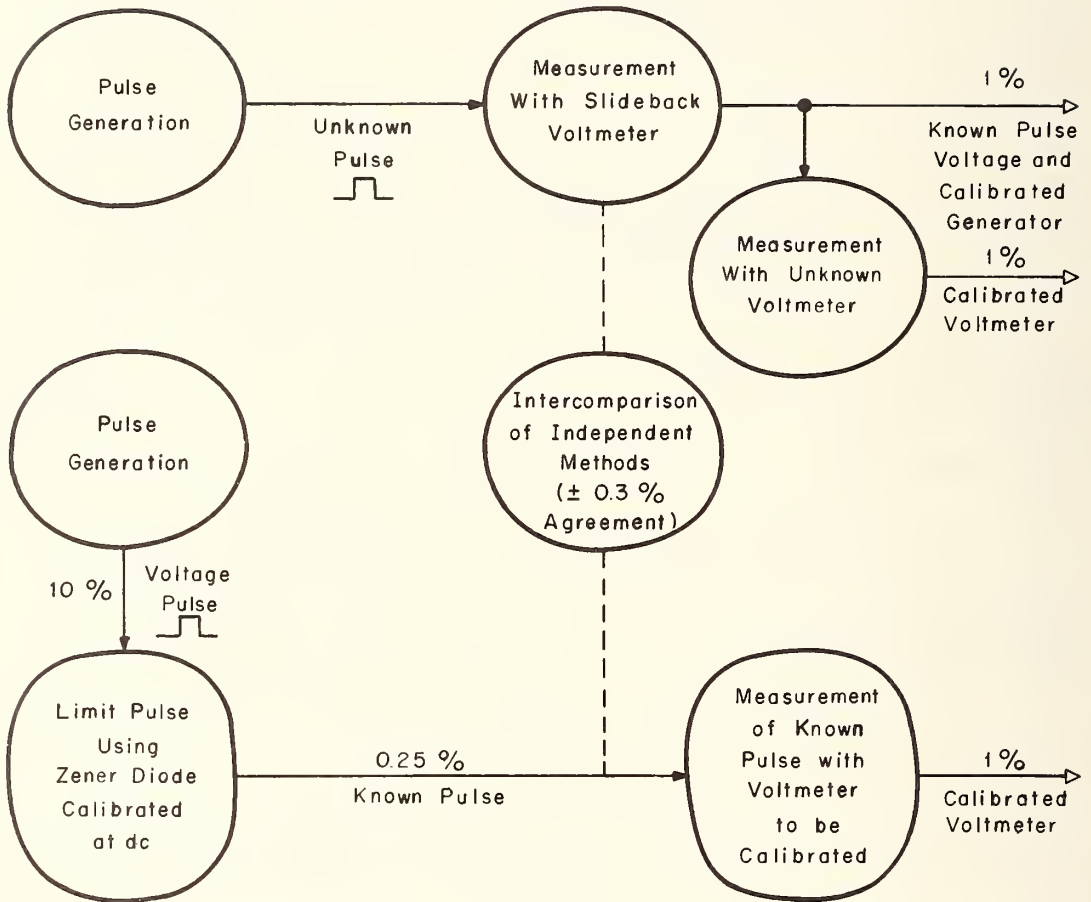 Pulse
Generation
Unknown
Pulse
Measurement
With Slideback
Voltmeter
1 %
Known Pulse
Voltage and
Calibrated
Generator
Measurement
With Unknown
Voltmeter
1 %
Calibrated
Voltmeter
Pulse
Generation
Intercomparison
of Independent
Methods
(± 0.3 %
Agreement)
10 %
Voltage
Pulse
Limit Pulse
Using
Zener Diode
Calibrated
at dc
0.25 %
Known Pulse
Measurement
of Known
Pulse with
Voltmeter
to be
Calibrated
1 %
Calibrated
Voltmeter